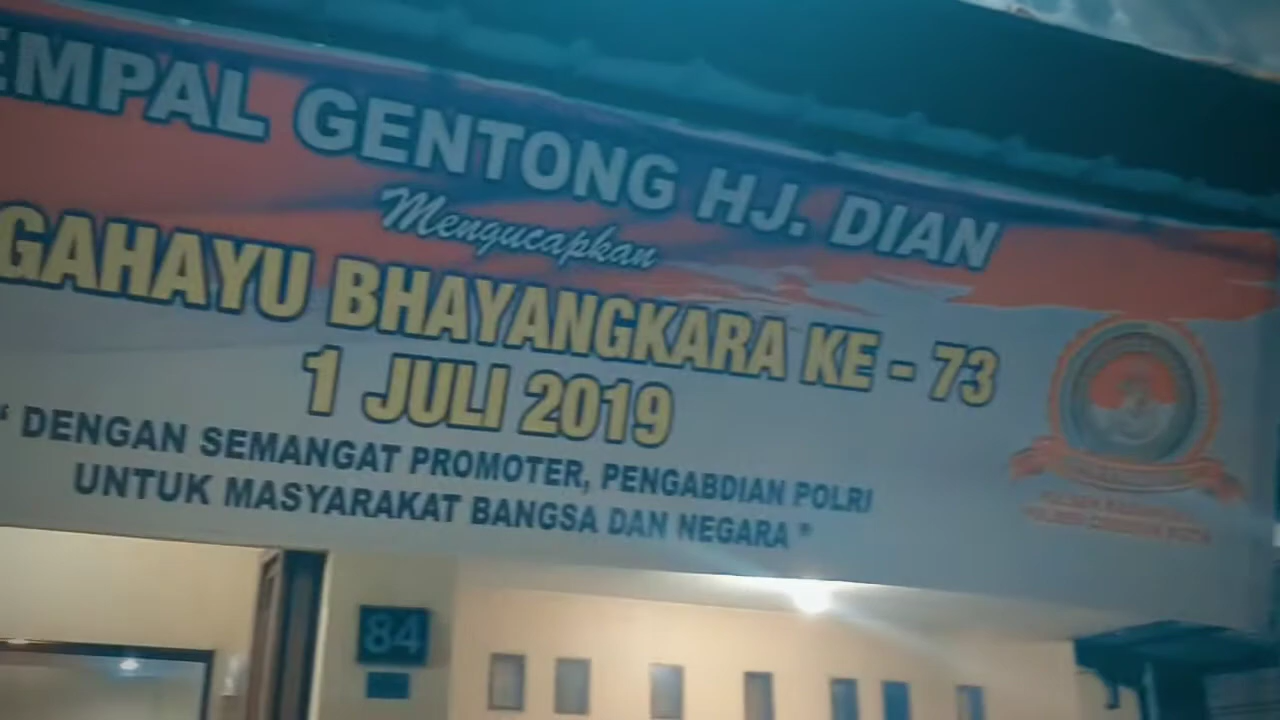 EMPAL GENTONG HJ. DIAN
Mengucapkan
GAHAYU BHAYANGKARA KE - 73
1 JULI 2019
“ DENGAN SEMANGAT PROMOTER, PENGABDIAN POLRI
UNTUK MASYARAKAT BANGSA DAN NEGARA ”
84